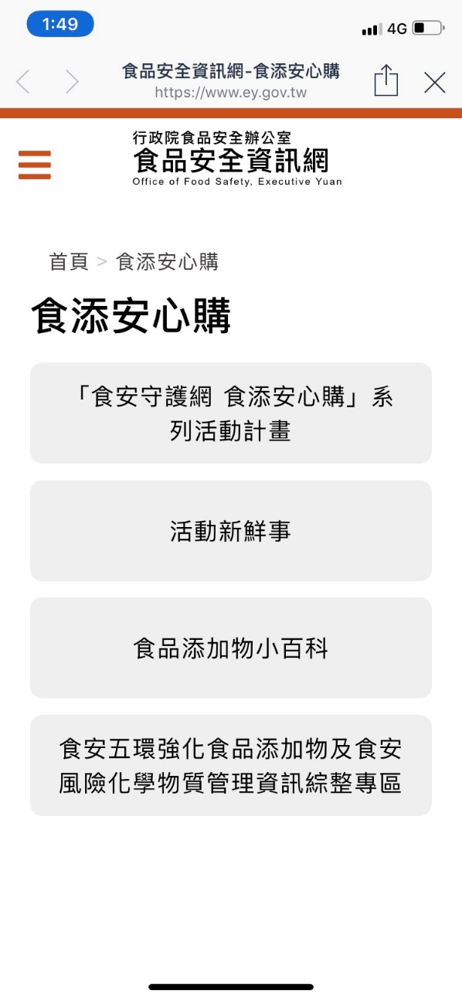 1:49
4G
食品安全資訊網-食添安心購
https://www.ey.gov.tw
行政院食品安全辦公室
食品安全資訊網
Office of Food Safety, Executive Yuan
首頁 > 食添安心購
食添安心購
「食安守護網 食添安心購」系
列活動計畫
活動新鮮事
食品添加物小百科
食安五環強化食品添加物及食安
風險化學物質管理資訊綜整專區